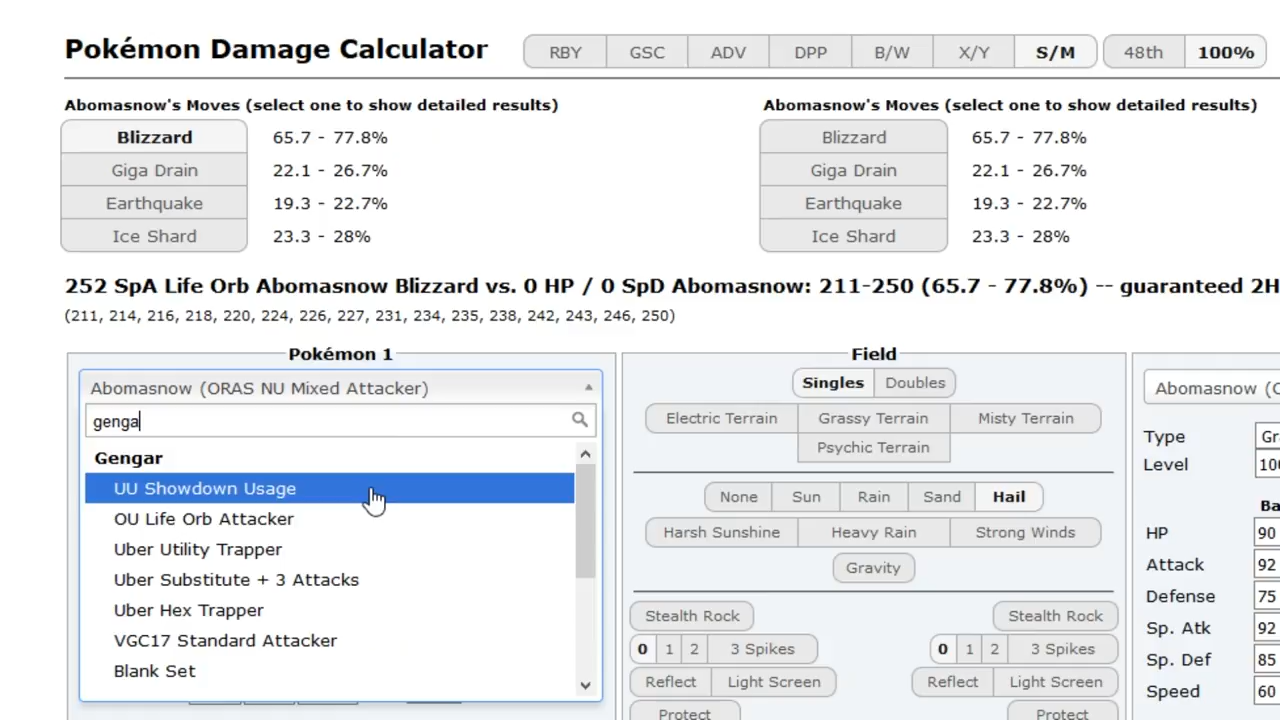 Pokémon Damage Calculator
RBY GSC ADV DPP B/W X/Y S/M 48th 100%
Abomasnow's Moves (select one to show detailed results)
Blizzard 65.7 - 77.8%
Giga Drain 22.1 - 26.7%
Earthquake 19.3 - 22.7%
Ice Shard 23.3 - 28%
Abomasnow's Moves (select one to show detailed results)
Blizzard 65.7 - 77.8%
Giga Drain 22.1 - 26.7%
Earthquake 19.3 - 22.7%
Ice Shard 23.3 - 28%
252 SpA Life Orb Abomasnow Blizzard vs. 0 HP / 0 SpD Abomasnow: 211-250 (65.7 - 77.8%) -- guaranteed 2H
(211, 214, 216, 218, 220, 224, 226, 227, 231, 234, 235, 238, 242, 243, 246, 250)
Pokémon 1
Abomasnow (ORAS NU Mixed Attacker)
genga
Gengar
UU Showdown Usage
OU Life Orb Attacker
Uber Utility Trapper
Uber Substitute + 3 Attacks
Uber Hex Trapper
VGC17 Standard Attacker
Blank Set
Field
Singles Doubles
Electric Terrain Grassy Terrain Misty Terrain
Psychic Terrain
None Sun Rain Sand Hail
Harsh Sunshine Heavy Rain Strong Winds
Gravity
Stealth Rock Stealth Rock
0 1 2 3 Spikes 0 1 2 3 Spikes
Reflect Light Screen Reflect Light Screen
Protect Protect
Abomasnow (
Type Gr
Level 100
Ba
HP 90
Attack 92
Defense 75
Sp. Atk 92
Sp. Def 85
Speed 60